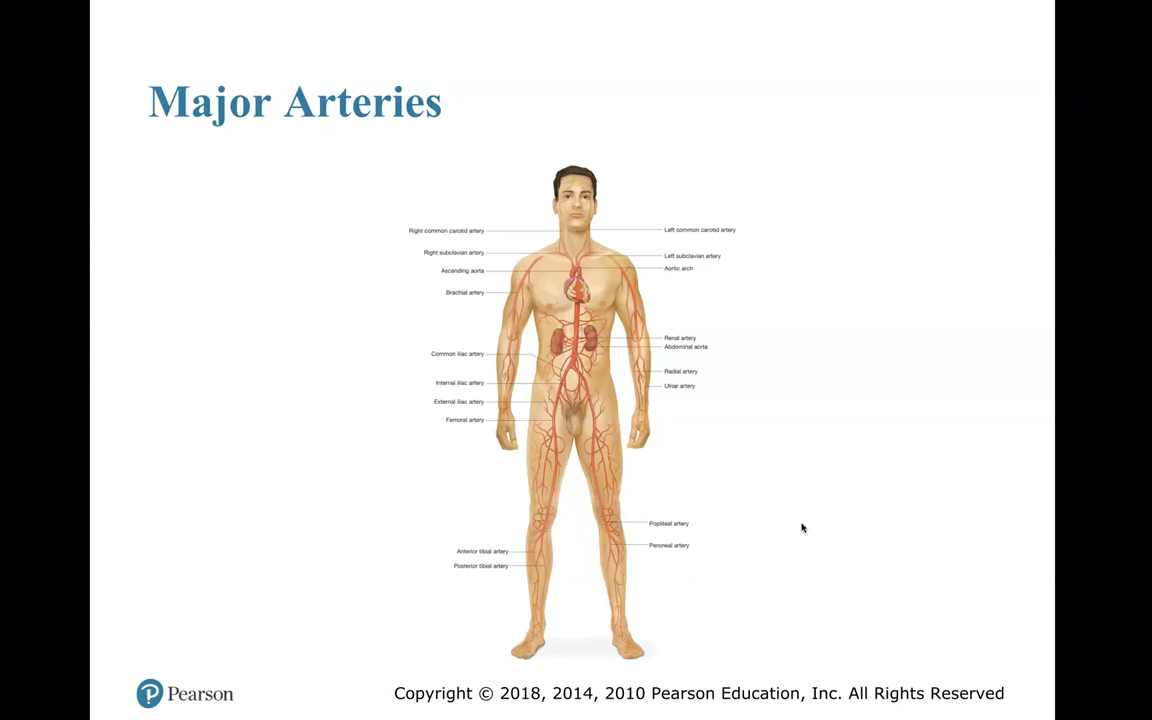 Major Arteries
Right common carotid artery
Right subclavian artery
Ascending aorta
Brachial artery
Common iliac artery
Internal iliac artery
External iliac artery
Femoral artery
Anterior tibial artery
Posterior tibial artery
Left common carotid artery
Left subclavian artery
Aortic arch
Renal artery
Abdominal aorta
Radial artery
Ulnar artery
Popliteal artery
Peroneal artery
P Pearson
Copyright © 2018, 2014, 2010 Pearson Education, Inc. All Rights Reserved